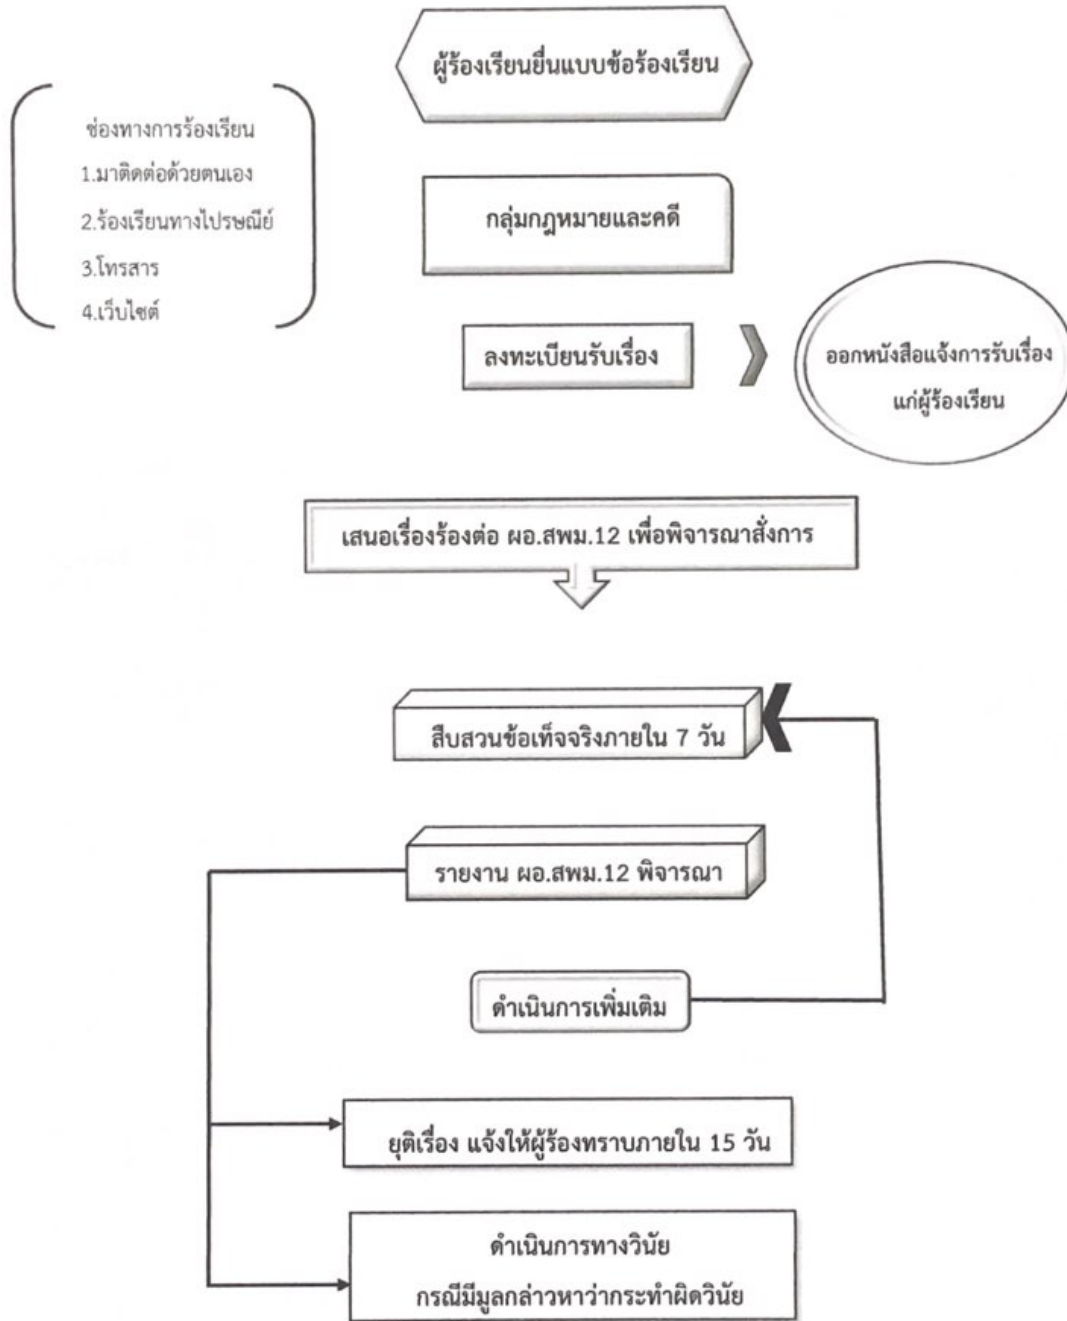 ผู้ร้องเรียนยื่นแบบข้อร้องเรียน
ช่องทางการร้องเรียน
1.มาติดต่อด้วยตนเอง
2.ร้องเรียนทางไปรษณีย์
3.โทรสาร
4.เว็บไซต์
กลุ่มกฎหมายและคดี
ลงทะเบียนรับเรื่อง
ออกหนังสือแจ้งการรับเรื่อง
แก่ผู้ร้องเรียน
เสนอเรื่องร้องต่อ ผอ.สพม.12 เพื่อพิจารณาสั่งการ
สืบสวนข้อเท็จจริงภายใน 7 วัน
รายงาน ผอ.สพม.12 พิจารณา
ดำเนินการเพิ่มเติม
ยุติเรื่อง แจ้งให้ผู้ร้องทราบภายใน 15 วัน
ดำเนินการทางวินัย
กรณีมีมูลกล่าวหาว่ากระทำผิดวินัย